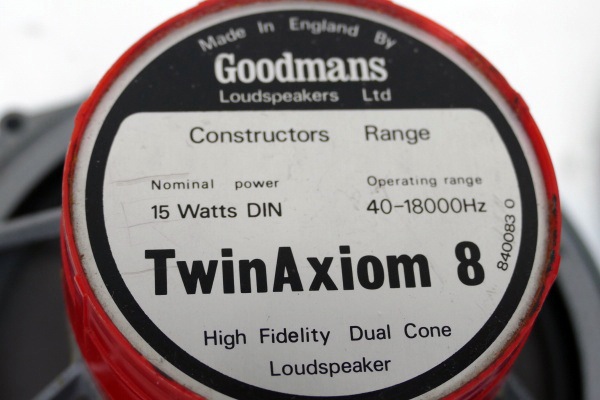 Made In England By
Goodmans
Loudspeakers Ltd
Constructors Range
Nominal power
15 Watts DIN
Operating range
40-18000Hz
TwinAxiom 8
840083 0
High Fidelity Dual Cone
Loudspeaker